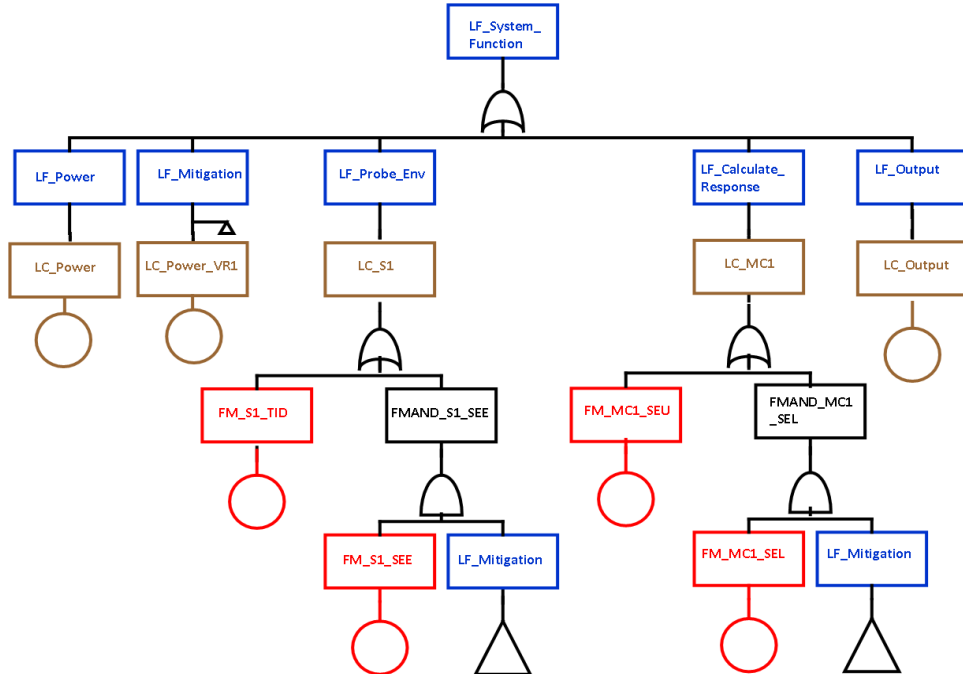 LF_System_
Function
LF_Power
LF_Mitigation
LF_Probe_Env
LF_Calculate_
Response
LF_Output
LC_Power
LC_Power_VR1
LC_S1
LC_MC1
LC_Output
FM_S1_TID
FMAND_S1_SEE
FM_MC1_SEU
FMAND_MC1
_SEL
FM_S1_SEE
LF_Mitigation
FM_MC1_SEL
LF_Mitigation